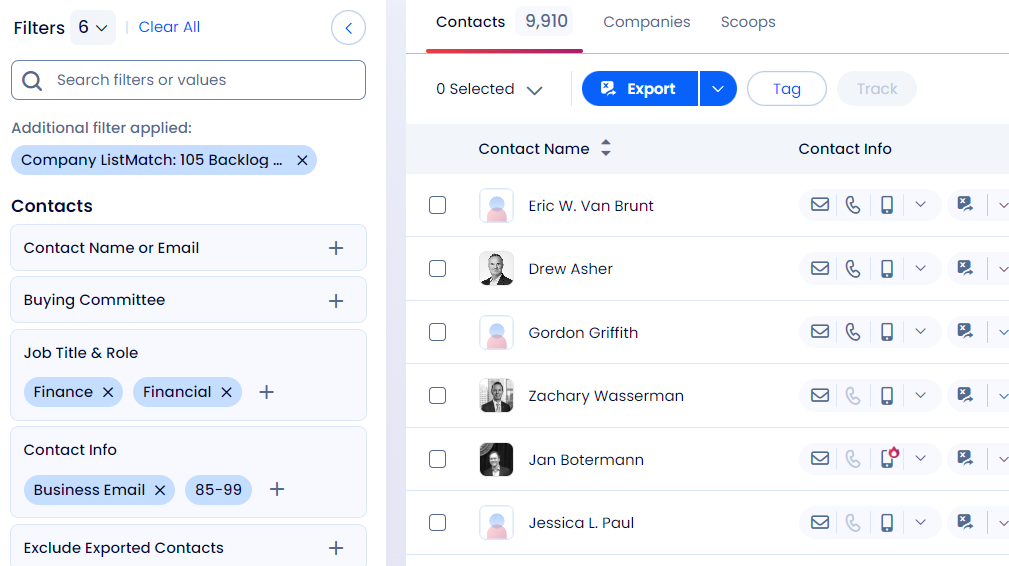 Filters 6 Clear All
Search filters or values
Additional filter applied:
Company ListMatch: 105 Backlog ...
Contacts
Contact Name or Email
Buying Committee
Job Title & Role
Finance Financial
Contact Info
Business Email 85-99
Exclude Exported Contacts
Contacts 9,910 Companies Scoops
0 Selected Export Tag Track
Contact Name Contact Info
Eric W. Van Brunt
Drew Asher
Gordon Griffith
Zachary Wasserman
Jan Botermann
Jessica L. Paul